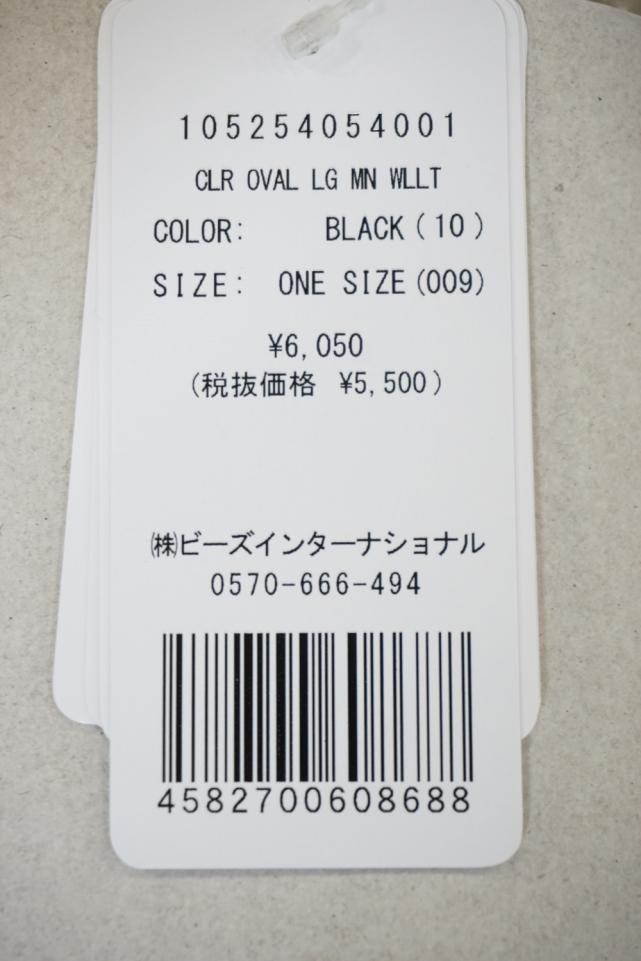 105254054001
CLR OVAL LG MN WLLT
COLOR: BLACK(10)
SIZE: ONE SIZE(009)
¥6,050
(税抜価格 ¥5,500)
㈱ビーズインターナショナル
0570-666-494
4582700608688